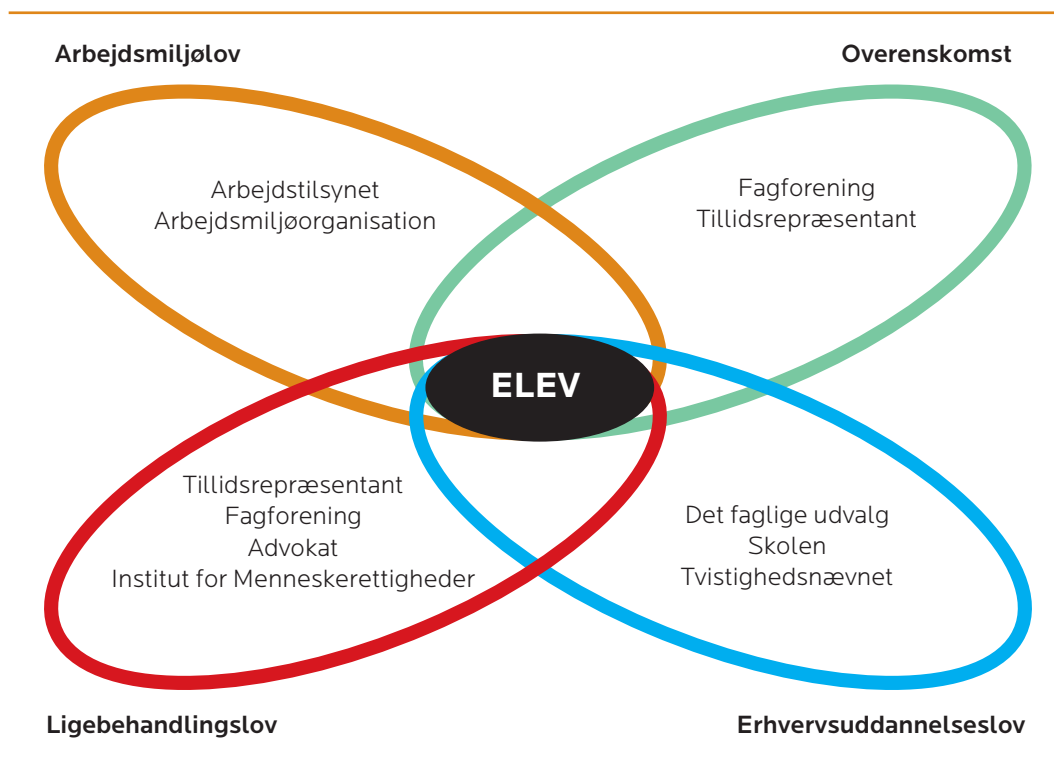 Arbejdsmiljølov
Overenskomst
Arbejdstilsynet
Arbejdsmiljøorganisation
Fagforening
Tillidsrepræsentant
ELEV
Tillidsrepræsentant
Fagforening
Advokat
Institut for Menneskerettigheder
Det faglige udvalg
Skolen
Tvistighedsnævnet
Ligebehandlingslov
Erhvervsuddannelseslov